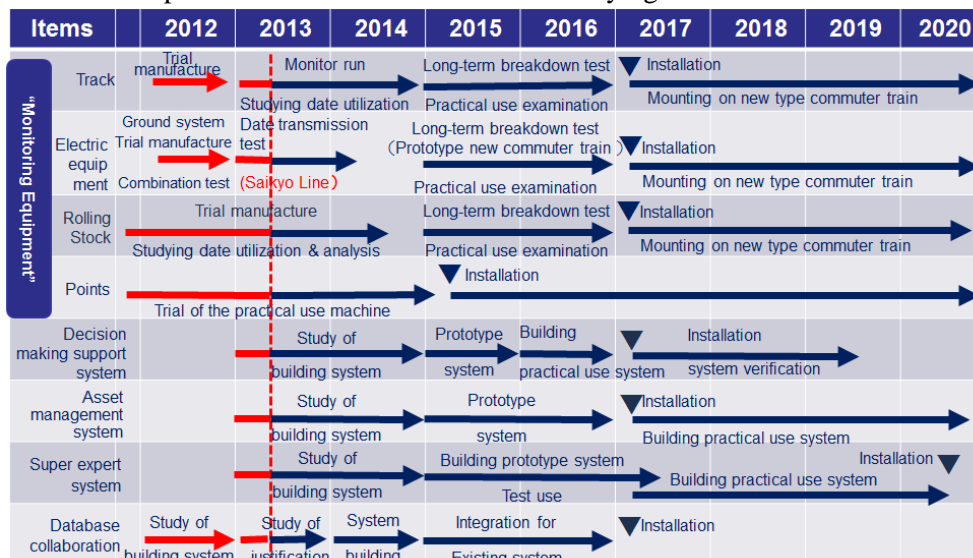 Items 2012 2013 2014 2015 2016 2017 2018 2019 2020
“Monitoring Equipment”
Track
Trial
manufacture
Monitor run
Studying date utilization
Long-term breakdown test
Practical use examination
Installation
Mounting on new type commuter train
Electric
equip
ment
Ground system
Trial manufacture
Combination test
Date transmission
test
(Saikyo Line)
Long-term breakdown test
(Prototype new commuter train)
Practical use examination
Installation
Mounting on new type commuter train
Rolling
Stock
Trial manufacture
Studying date utilization & analysis
Long-term breakdown test
Practical use examination
Installation
Mounting on new type commuter train
Points
Trial of the practical use machine
Installation
Decision
making support
system
Study of
building system
Prototype
system
Building
practical use system
Installation
system verification
Asset
management
system
Study of
building system
Prototype
system
Installation
Building practical use system
Super expert
system
Study of
building system
Building prototype system
Test use
Installation
Building practical use system
Database
collaboration
Study of
building system
Study of
justification
System
building
Integration for
Existing system
Installation